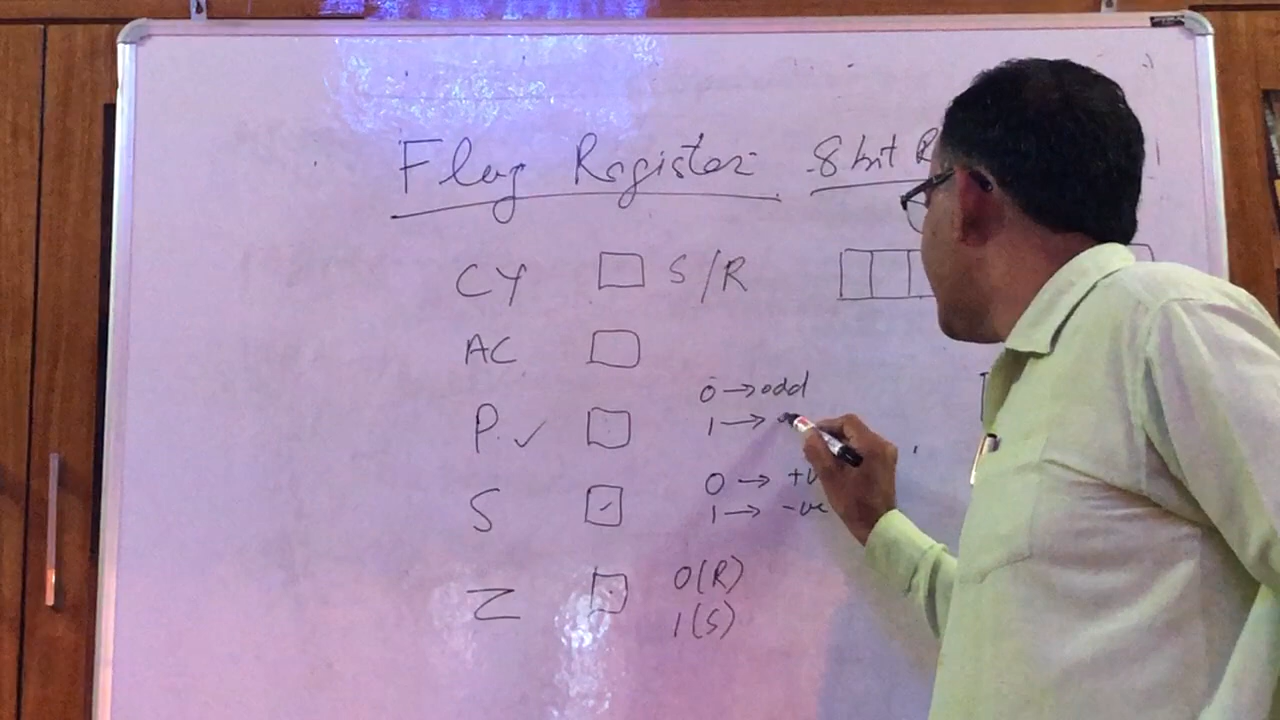 Flag Register 8 bit R
CY S/R
AC
0 → odd
P. ✓ 1 →
0 → +v
S 1 → -ve
Z 0(R)
1(S)